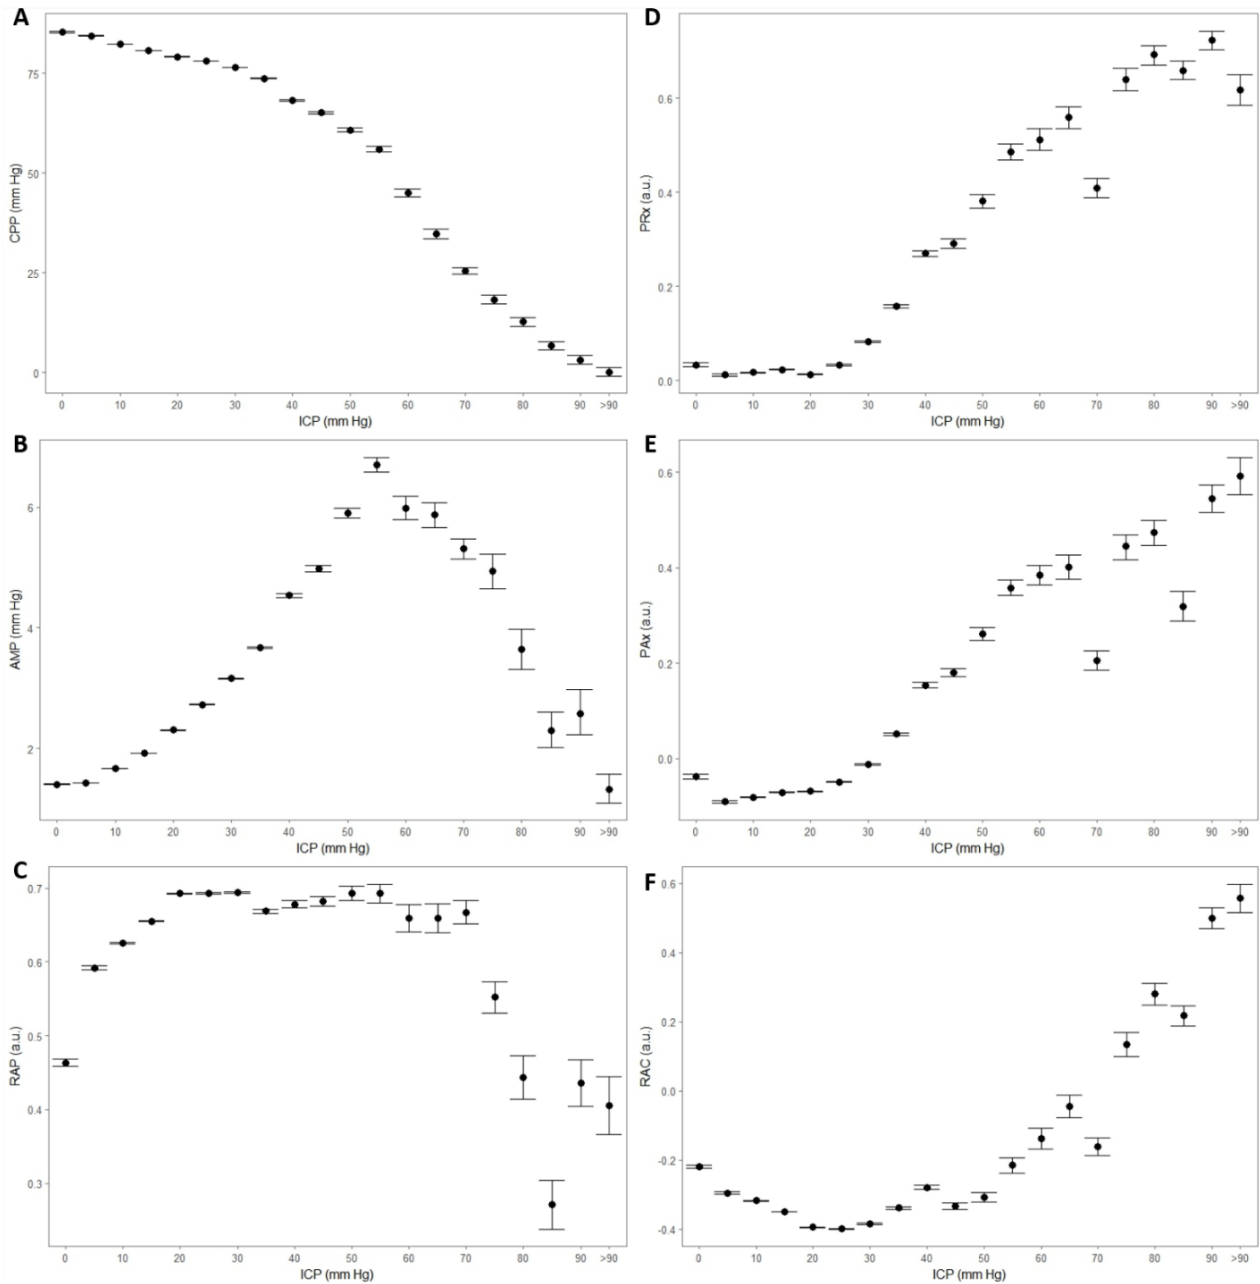 A
CPP (mm Hg)
75
50
25
0
0 10 20 30 40 50 60 70 80 90 >90
ICP (mm Hg)
B
AMP (mm Hg)
6
4
2
0 10 20 30 40 50 60 70 80 90 >90
ICP (mm Hg)
C
RAP (a.u.)
0.7
0.6
0.5
0.4
0.3
0 10 20 30 40 50 60 70 80 90 >90
ICP (mm Hg)
D
PRx (a.u.)
0.6
0.4
0.2
0.0
0 10 20 30 40 50 60 70 80 90 >90
ICP (mm Hg)
E
PAx (a.u.)
0.6
0.4
0.2
0.0
0 10 20 30 40 50 60 70 80 90 >90
ICP (mm Hg)
F
RAC (a.u.)
0.6
0.4
0.2
0.0
-0.2
-0.4
0 10 20 30 40 50 60 70 80 90 >90
ICP (mm Hg)